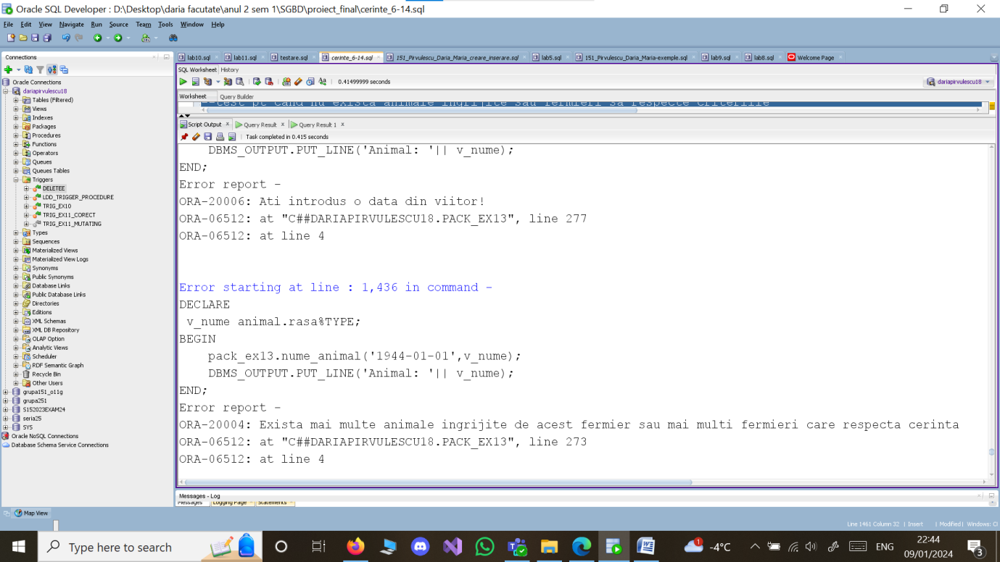 Oracle SQL Developer : D:\Desktop\daria facutate\anul 2 sem 1\SGBD\proiect_final\cerinte_6-14.sql
File Edit View Navigate Run Source Team Tools Window Help
Connections
Oracle Connections
dariapirvulescu18
Tables (Filtered)
Views
Indexes
Packages
Procedures
Functions
Operators
Queues
Queues Tables
Triggers
DELETEE
LDD_TRIGGER_PROCEDURE
TRIG_EX10
TRIG_EX11_CORECT
TRIG_EX11_MUTATING
Types
Sequences
Materialized Views
Materialized View Logs
Synonyms
Public Synonyms
Database Links
Public Database Links
Directories
Editions
XML Schemas
XML DB Repository
OLAP Option
Analytic Views
Scheduler
RDF Semantic Graph
Recycle Bin
Other Users
grupa151_o11g
grupa251
S152023EXAM24
seria25
SYS
Oracle NoSQL Connections
Database Schema Service Connections
lab10.sql lab11.sql testare.sql cerinte_6-14.sql 151_Pirvulescu_Daria_Maria_creare_inserare.sql lab5.sql 151_Pirvulescu_Daria_Maria-exemple.sql lab9.sql lab8.sql Welcome Page
SQL Worksheet History
0.41499999 seconds
dariapirvulescu18
Worksheet Query Builder
--test pt cand nu exista animale ingrijite sau fermieri sa respecte criteriile
Script Output Query Result Query Result 1
Task completed in 0.415 seconds
DBMS_OUTPUT.PUT_LINE('Animal: '|| v_nume);
END;
Error report -
ORA-20006: Ati introdus o data din viitor!
ORA-06512: at "C##DARIAPIRVULESCU18.PACK_EX13", line 277
ORA-06512: at line 4
Error starting at line : 1,436 in command -
DECLARE
v_nume animal.rasa%TYPE;
BEGIN
pack_ex13.nume_animal('1944-01-01',v_nume);
DBMS_OUTPUT.PUT_LINE('Animal: '|| v_nume);
END;
Error report -
ORA-20004: Exista mai multe animale ingrijite de acest fermier sau mai multi fermieri care respecta cerinta
ORA-06512: at "C##DARIAPIRVULESCU18.PACK_EX13", line 273
ORA-06512: at line 4
Messages - Log
Messages Logging Page Statements
Map View
Line 1461 Column 32 | Insert | Modified | Windows: C
Type here to search
1
-4°C
ENG
22:44
09/01/2024
3